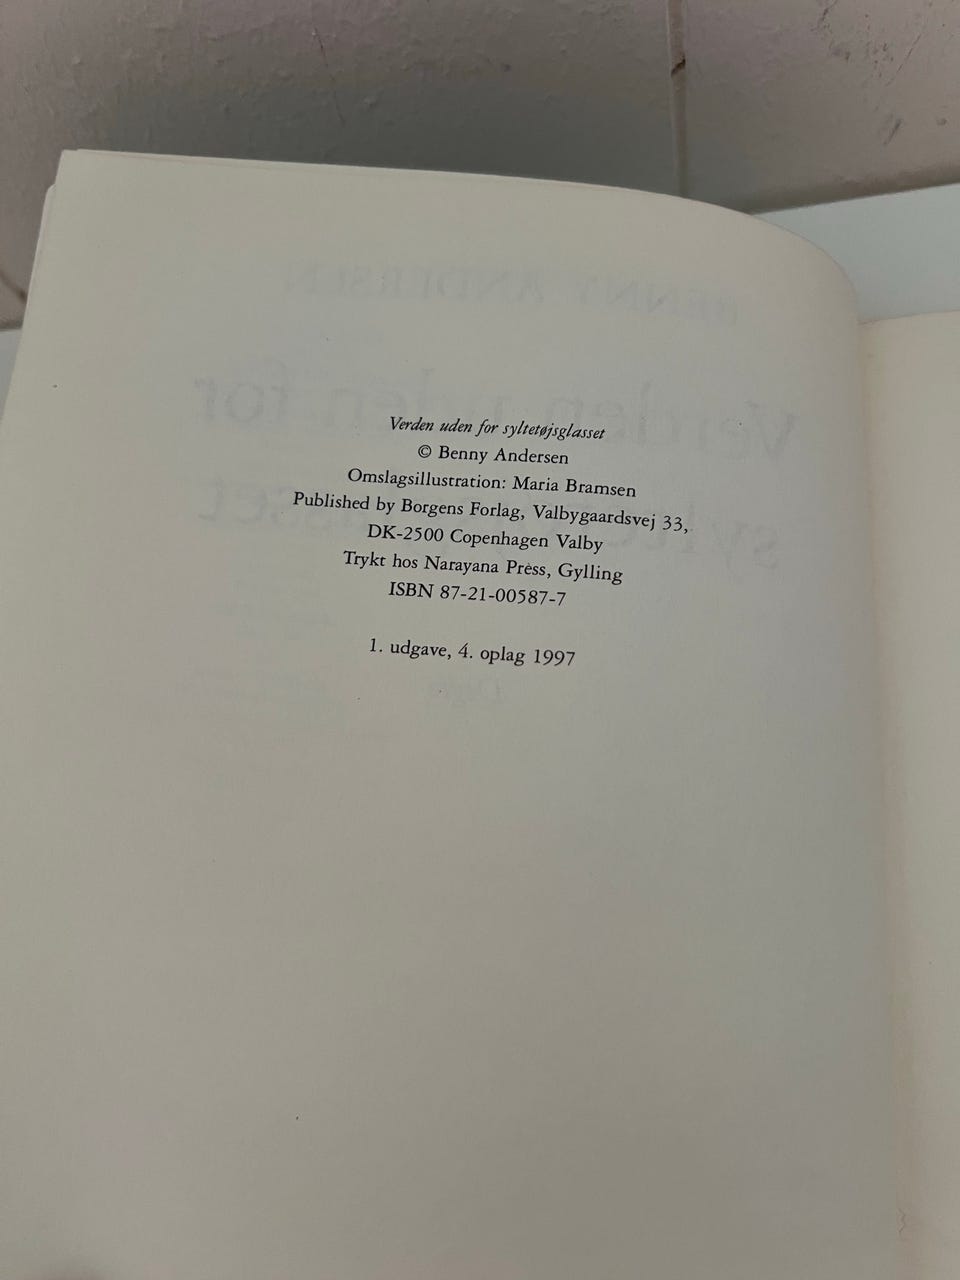 Verden uden for syltetøjsglasset
© Benny Andersen
Omslagsillustration: Maria Bramsen
Published by Borgens Forlag, Valbygaardsvej 33,
DK-2500 Copenhagen Valby
Trykt hos Narayana Press, Gylling
ISBN 87-21-00587-7
1. udgave, 4. oplag 1997